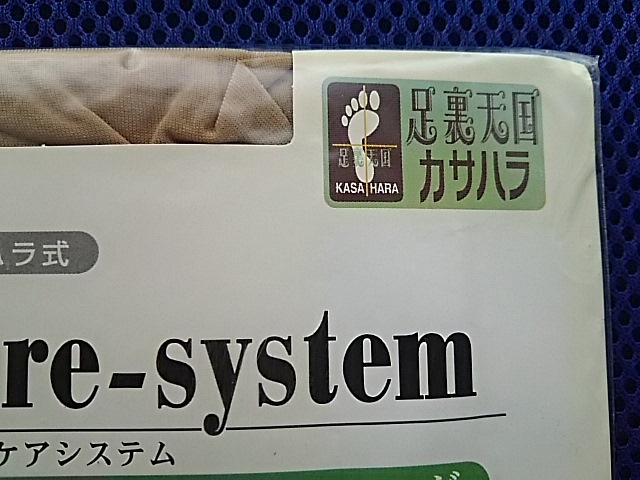 足裏天国
カサハラ
足裏天国
KASA HARA
ハラ式
re-system
ケアシステム